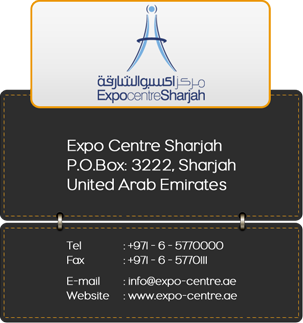 مركز إكسبو الشارقة
ExpocentreSharjah
Expo Centre Sharjah
P.O.Box: 3222, Sharjah
United Arab Emirates
Tel : +971 - 6 - 5770000
Fax : +971 - 6 - 5770111
E-mail : info@expo-centre.ae
Website : www.expo-centre.ae